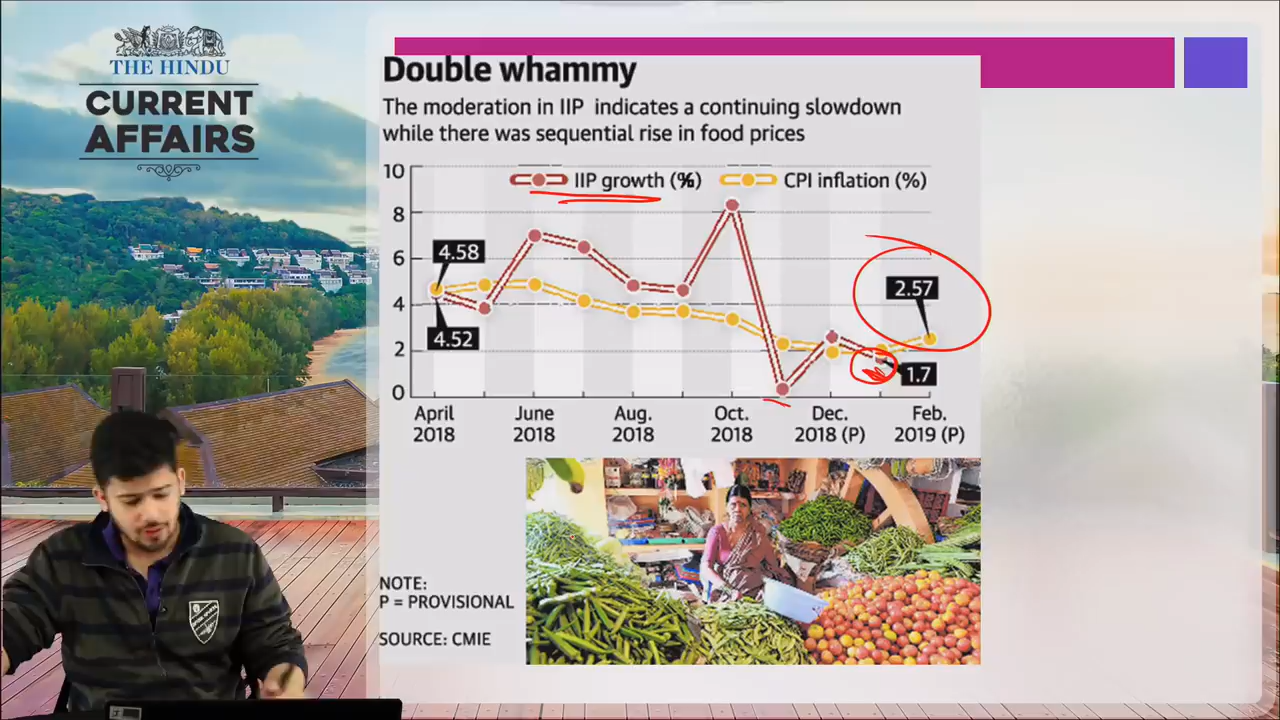 THE HINDU
CURRENT
AFFAIRS
Double whammy
The moderation in IIP indicates a continuing slowdown
while there was sequential rise in food prices
IIP growth (%)
CPI inflation (%)
10
8
6
4
2
0
4.58
4.52
2.57
1.7
April
2018
June
2018
Aug.
2018
Oct.
2018
Dec.
2018 (P)
Feb.
2019 (P)
NOTE:
P = PROVISIONAL
SOURCE: CMIE